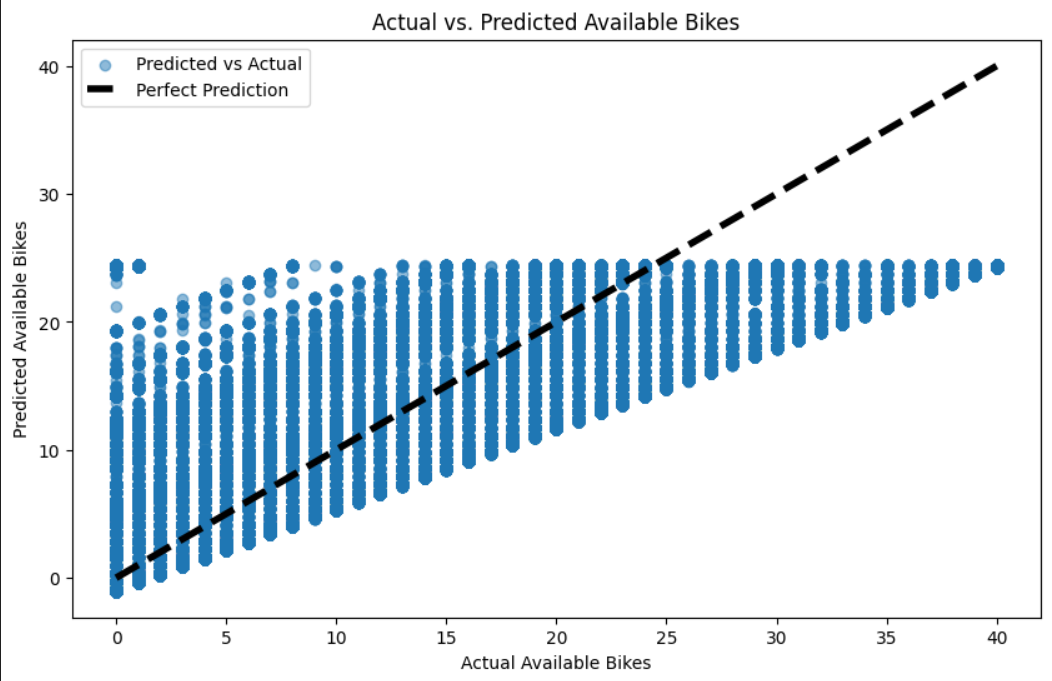 Actual vs. Predicted Available Bikes
Predicted vs Actual
Perfect Prediction
Predicted Available Bikes
40
30
20
10
0
0 5 10 15 20 25 30 35 40
Actual Available Bikes